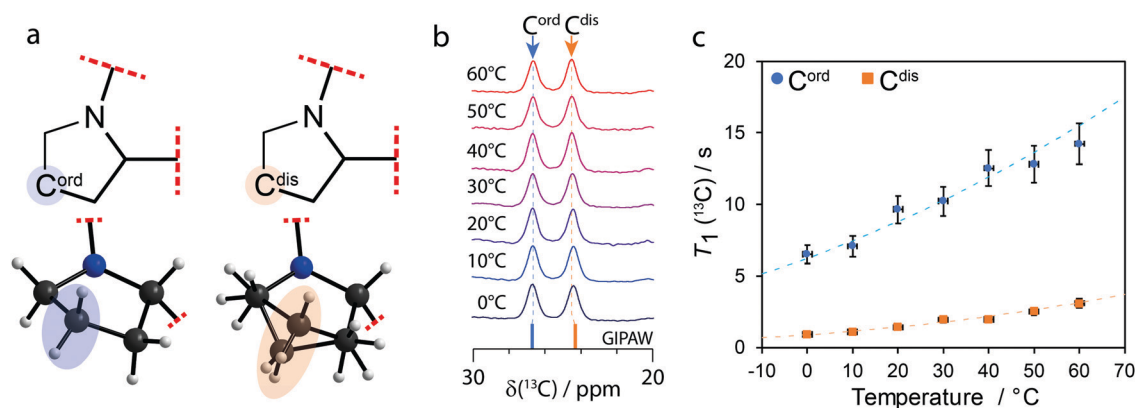 a
N
C^ord
N
C^dis
b
C^ord C^dis
60°C
50°C
40°C
30°C
20°C
10°C
0°C
GIPAW
30 20
δ(¹³C) / ppm
c
20
15
10
5
0
T₁ (¹³C) / s
C^ord C^dis
-10 0 10 20 30 40 50 60 70
Temperature / °C